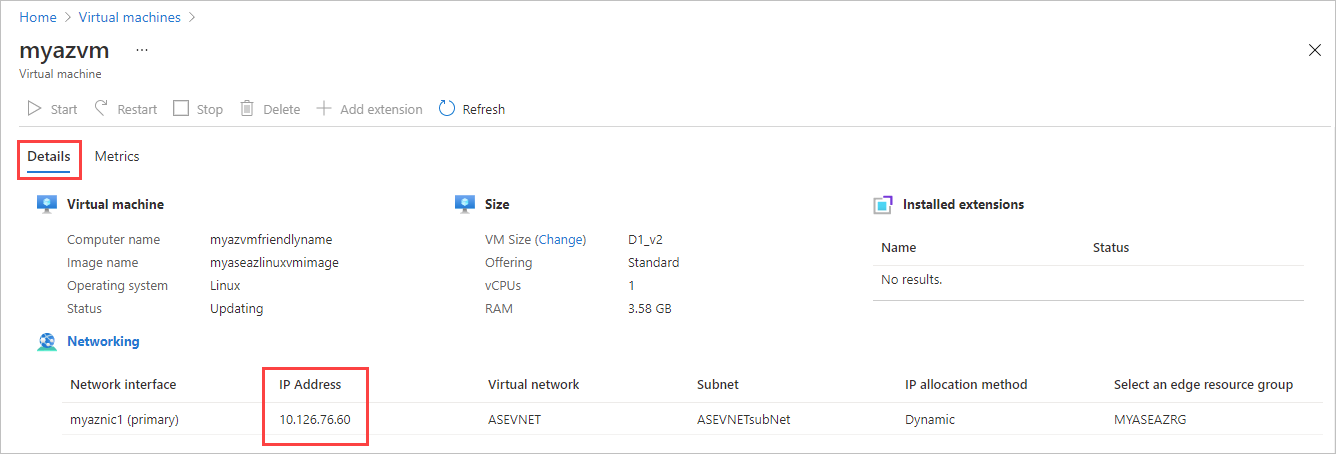 Home > Virtual machines >
myazvm ...
Virtual machine
Start Restart Stop Delete Add extension Refresh
Details Metrics
Virtual machine
Computer name myazvmfriendlyname
Image name myaseazlinuxvmimage
Operating system Linux
Status Updating
Size
VM Size (Change) D1_v2
Offering Standard
vCPUs 1
RAM 3.58 GB
Installed extensions
Name Status
No results.
Networking
Network interface IP Address Virtual network Subnet IP allocation method Select an edge resource group
myaznic1 (primary) 10.126.76.60 ASEVNET ASEVNETsubNet Dynamic MYASEAZRG